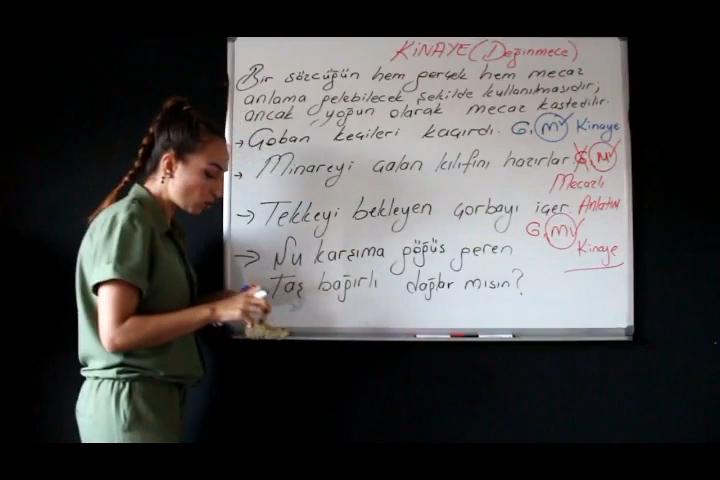 KİNAYE (Değinmece)
Bir sözcüğün hem gerçek hem mecaz
anlama gelebilecek şekilde kullanılmasıdır;
ancak yoğun olarak mecaz kastedilir.
→ Çoban keçileri kaçırdı. G, M✓ Kinaye
→ Minareyi çalan kılıfını hazırlar G, M✓
Mecazlı
→ Tekkeyi bekleyen çorbayı içer. Anlatım
G, M✓
→ Şu karşıma göğüs geren Kinaye
Taş bağırlı dağlar mısın?